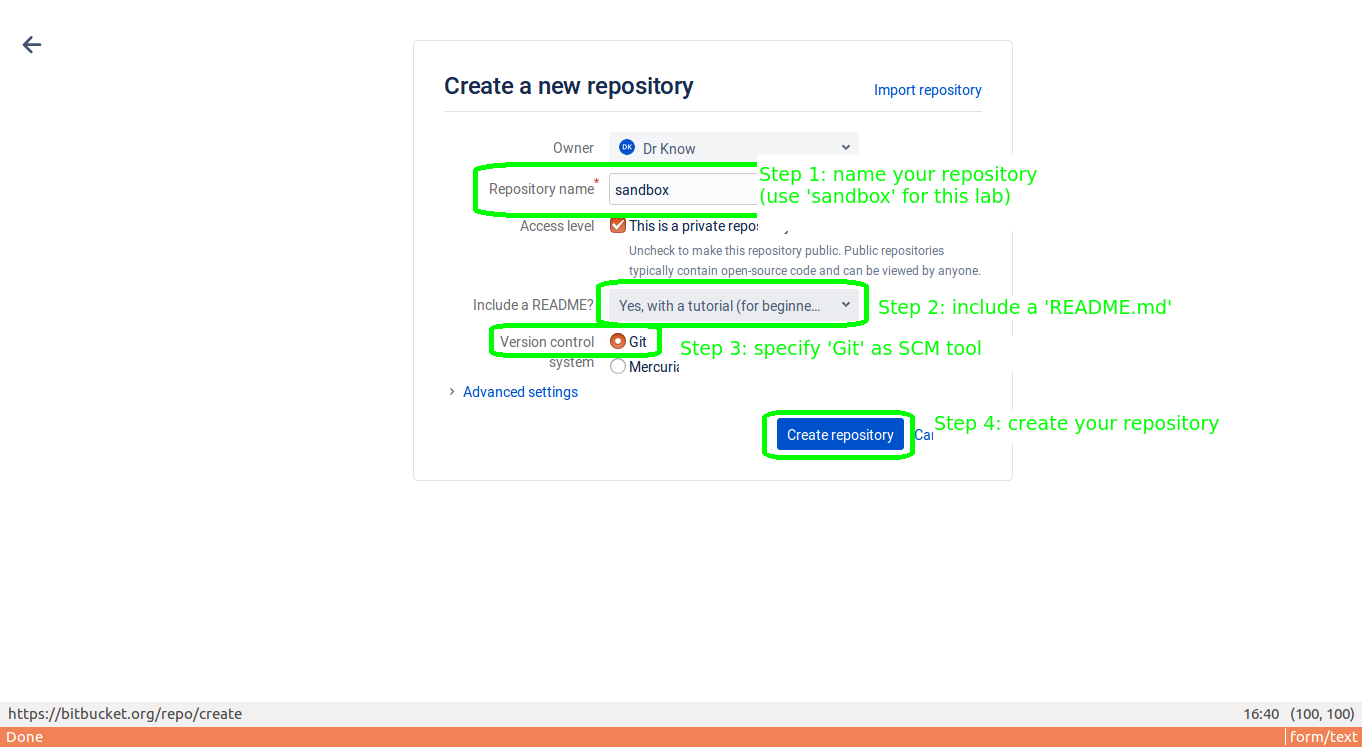 Create a new repository
Import repository
Owner
DK Dr Know
Repository name*
sandbox
Step 1: name your repository
(use 'sandbox' for this lab)
Access level
This is a private
Uncheck to make this repository public. Public repositories
typically contain open-source code and can be viewed by anyone.
Include a README?
Yes, with a tutorial (for beginne...
Step 2: include a 'README.md'
Version control
system
Git
Step 3: specify 'Git' as SCM tool
Advanced settings
Create repository
Step 4: create your repository
https://bitbucket.org/repo/create
16:40 (100, 100)
Done
form/text